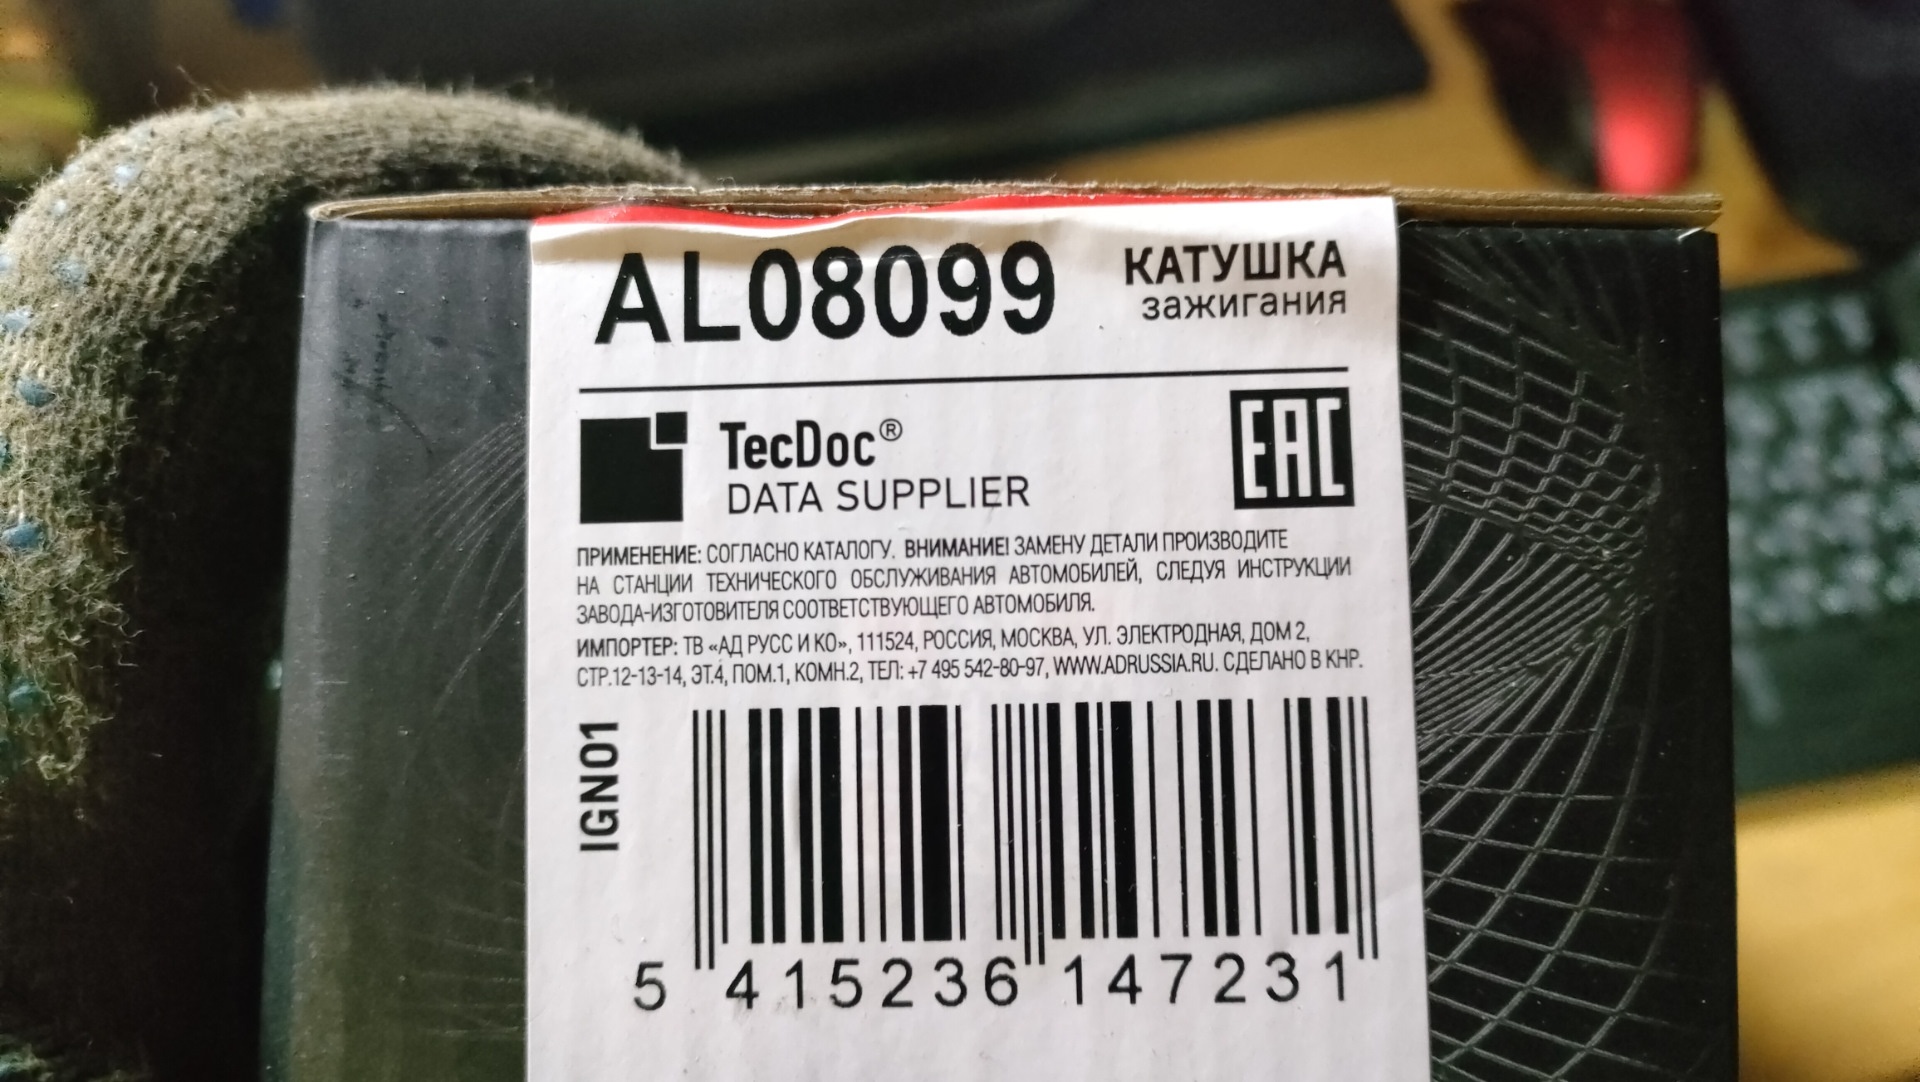 AL08099
КАТУШКА
зажигания
TecDoc®
DATA SUPPLIER
EAC
ПРИМЕНЕНИЕ: СОГЛАСНО КАТАЛОГУ. ВНИМАНИЕ! ЗАМЕНУ ДЕТАЛИ ПРОИЗВОДИТЕ
НА СТАНЦИИ ТЕХНИЧЕСКОГО ОБСЛУЖИВАНИЯ АВТОМОБИЛЕЙ, СЛЕДУЯ ИНСТРУКЦИИ
ЗАВОДА-ИЗГОТОВИТЕЛЯ СООТВЕТСТВУЮЩЕГО АВТОМОБИЛЯ.
ИМПОРТЕР: ТВ «АД РУСС И КО», 111524, РОССИЯ, МОСКВА, УЛ. ЭЛЕКТРОДНАЯ, ДОМ 2,
СТР.12-13-14, ЭТ.4, ПОМ.1, КОМН.2, ТЕЛ: +7 495 542-80-97, WWW.ADRUSSIA.RU. СДЕЛАНО В КНР.
IGN01
5 415236 147231